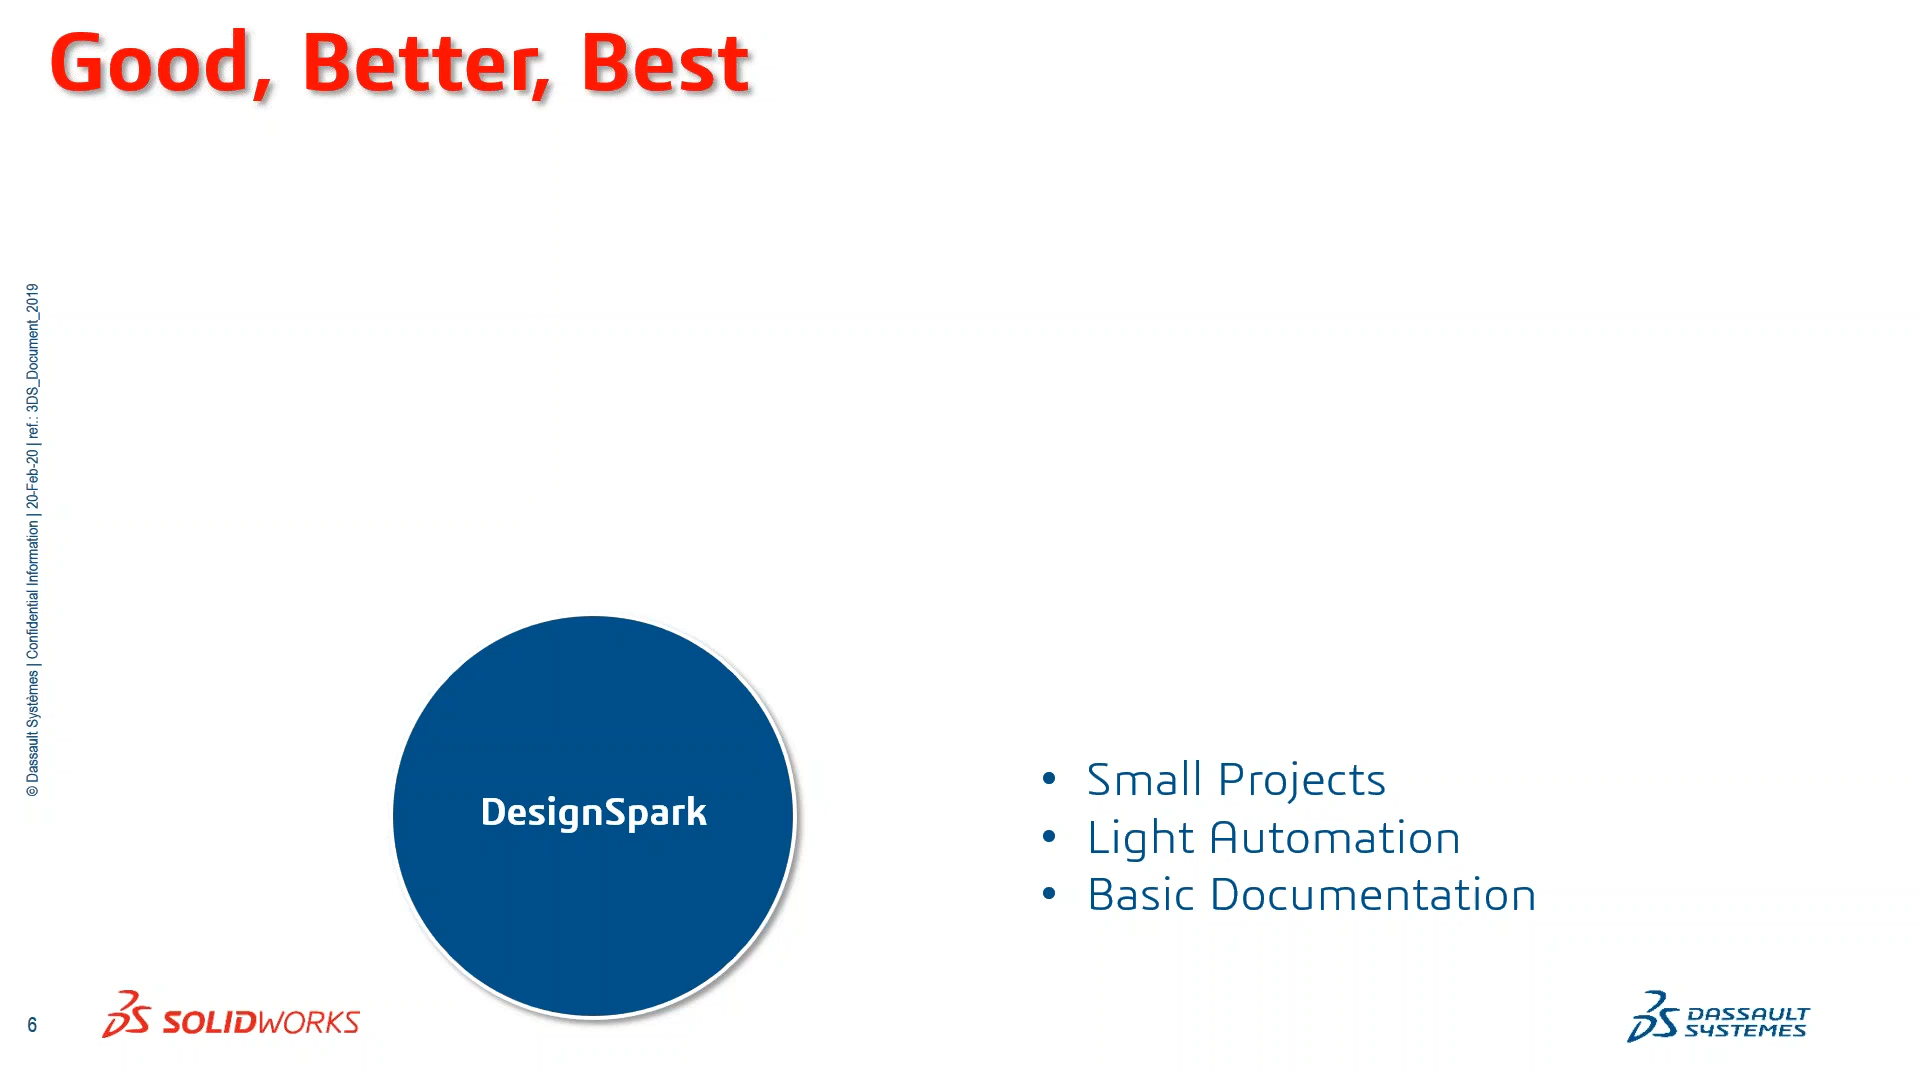 Good, Better, Best
© Dassault Systèmes | Confidential Information | 20-Feb-20 | ref.: 3DS_Document_2019
DesignSpark
• Small Projects
• Light Automation
• Basic Documentation
6
SOLIDWORKS
DASSAULT
SYSTEMES